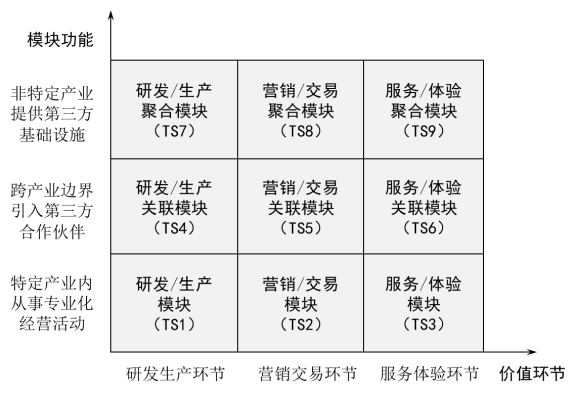 模块功能
非特定产业
提供第三方
基础设施
研发/生产
聚合模块
（TS7）
营销/交易
聚合模块
（TS8）
服务/体验
聚合模块
（TS9）
跨产业边界
引入第三方
合作伙伴
研发/生产
关联模块
（TS4）
营销/交易
关联模块
（TS5）
服务/体验
关联模块
（TS6）
特定产业内
从事专业化
经营活动
研发/生产
模块
（TS1）
营销/交易
模块
（TS2）
服务/体验
模块
（TS3）
研发生产环节
营销交易环节
服务体验环节
价值环节